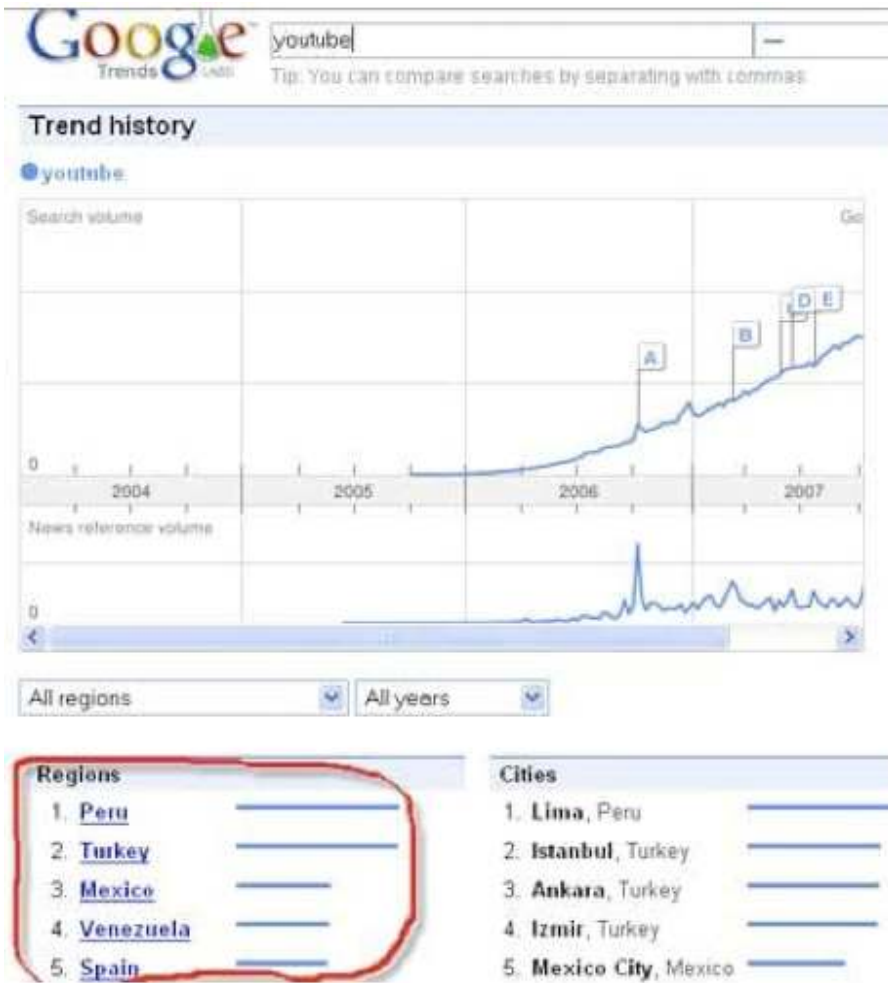 Google
Trends LABS
youtube
Tip: You can compare searches by separating with commas
Trend history
youtube
Search volume
Go
A
B
D
E
0
2004
2005
2006
2007
News reference volume
0
All regions
All years
Regions
1. Peru
2. Turkey
3. Mexico
4. Venezuela
5. Spain
Cities
1. Lima, Peru
2. Istanbul, Turkey
3. Ankara, Turkey
4. Izmir, Turkey
5. Mexico City, Mexico